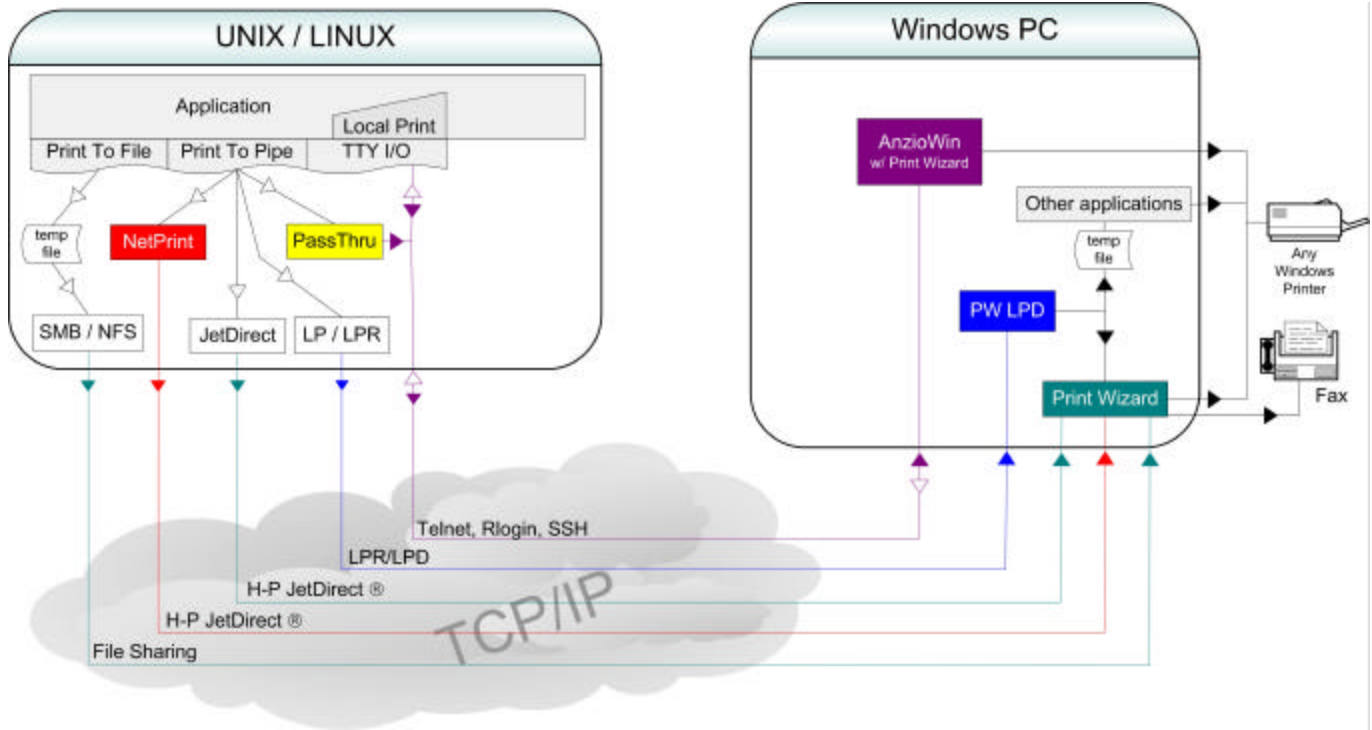 UNIX / LINUX
Windows PC
Application
Local Print
Print To File
Print To Pipe
TTY I/O
temp
file
NetPrint
PassThru
SMB / NFS
JetDirect
LP / LPR
AnzioWin
w/ Print Wizard
Other applications
temp
file
PW LPD
Print Wizard
Any
Windows
Printer
Fax
Telnet, Rlogin, SSH
LPR/LPD
H-P JetDirect ®
H-P JetDirect ®
File Sharing
TCP/IP